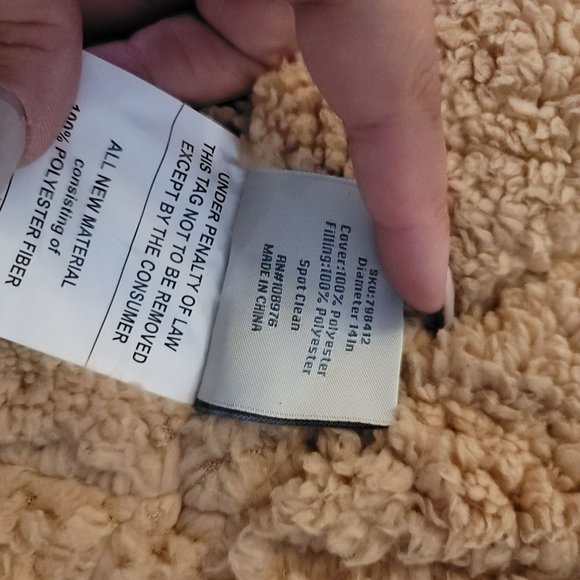 UNDER PENALTY OF LAW
THIS TAG NOT TO BE REMOVED
EXCEPT BY THE CONSUMER
ALL NEW MATERIAL
consisting of
100% POLYESTER FIBER
SKU:798412
Diameter 14In
Cover:100% Polyester
Filling:100% Polyester
Spot Clean
RN#108976
MADE IN CHINA